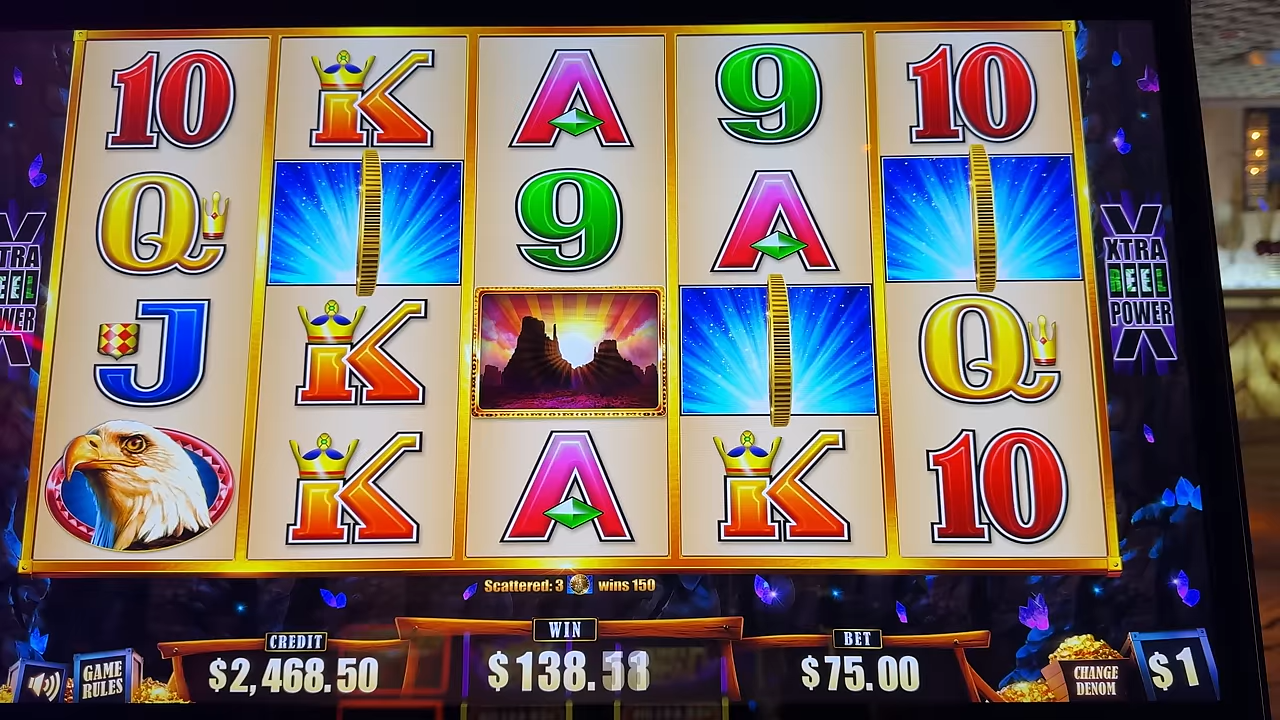 10 K A 9 10
Q 9 A
J K Q
K A K 10
XTRA
REEL
POWER
XTRA
REEL
POWER
Scattered: 3 wins 150
CREDIT WIN BET
$2,468.50 $138. $75.00
GAME
RULES
CHANGE
DENOM
$1